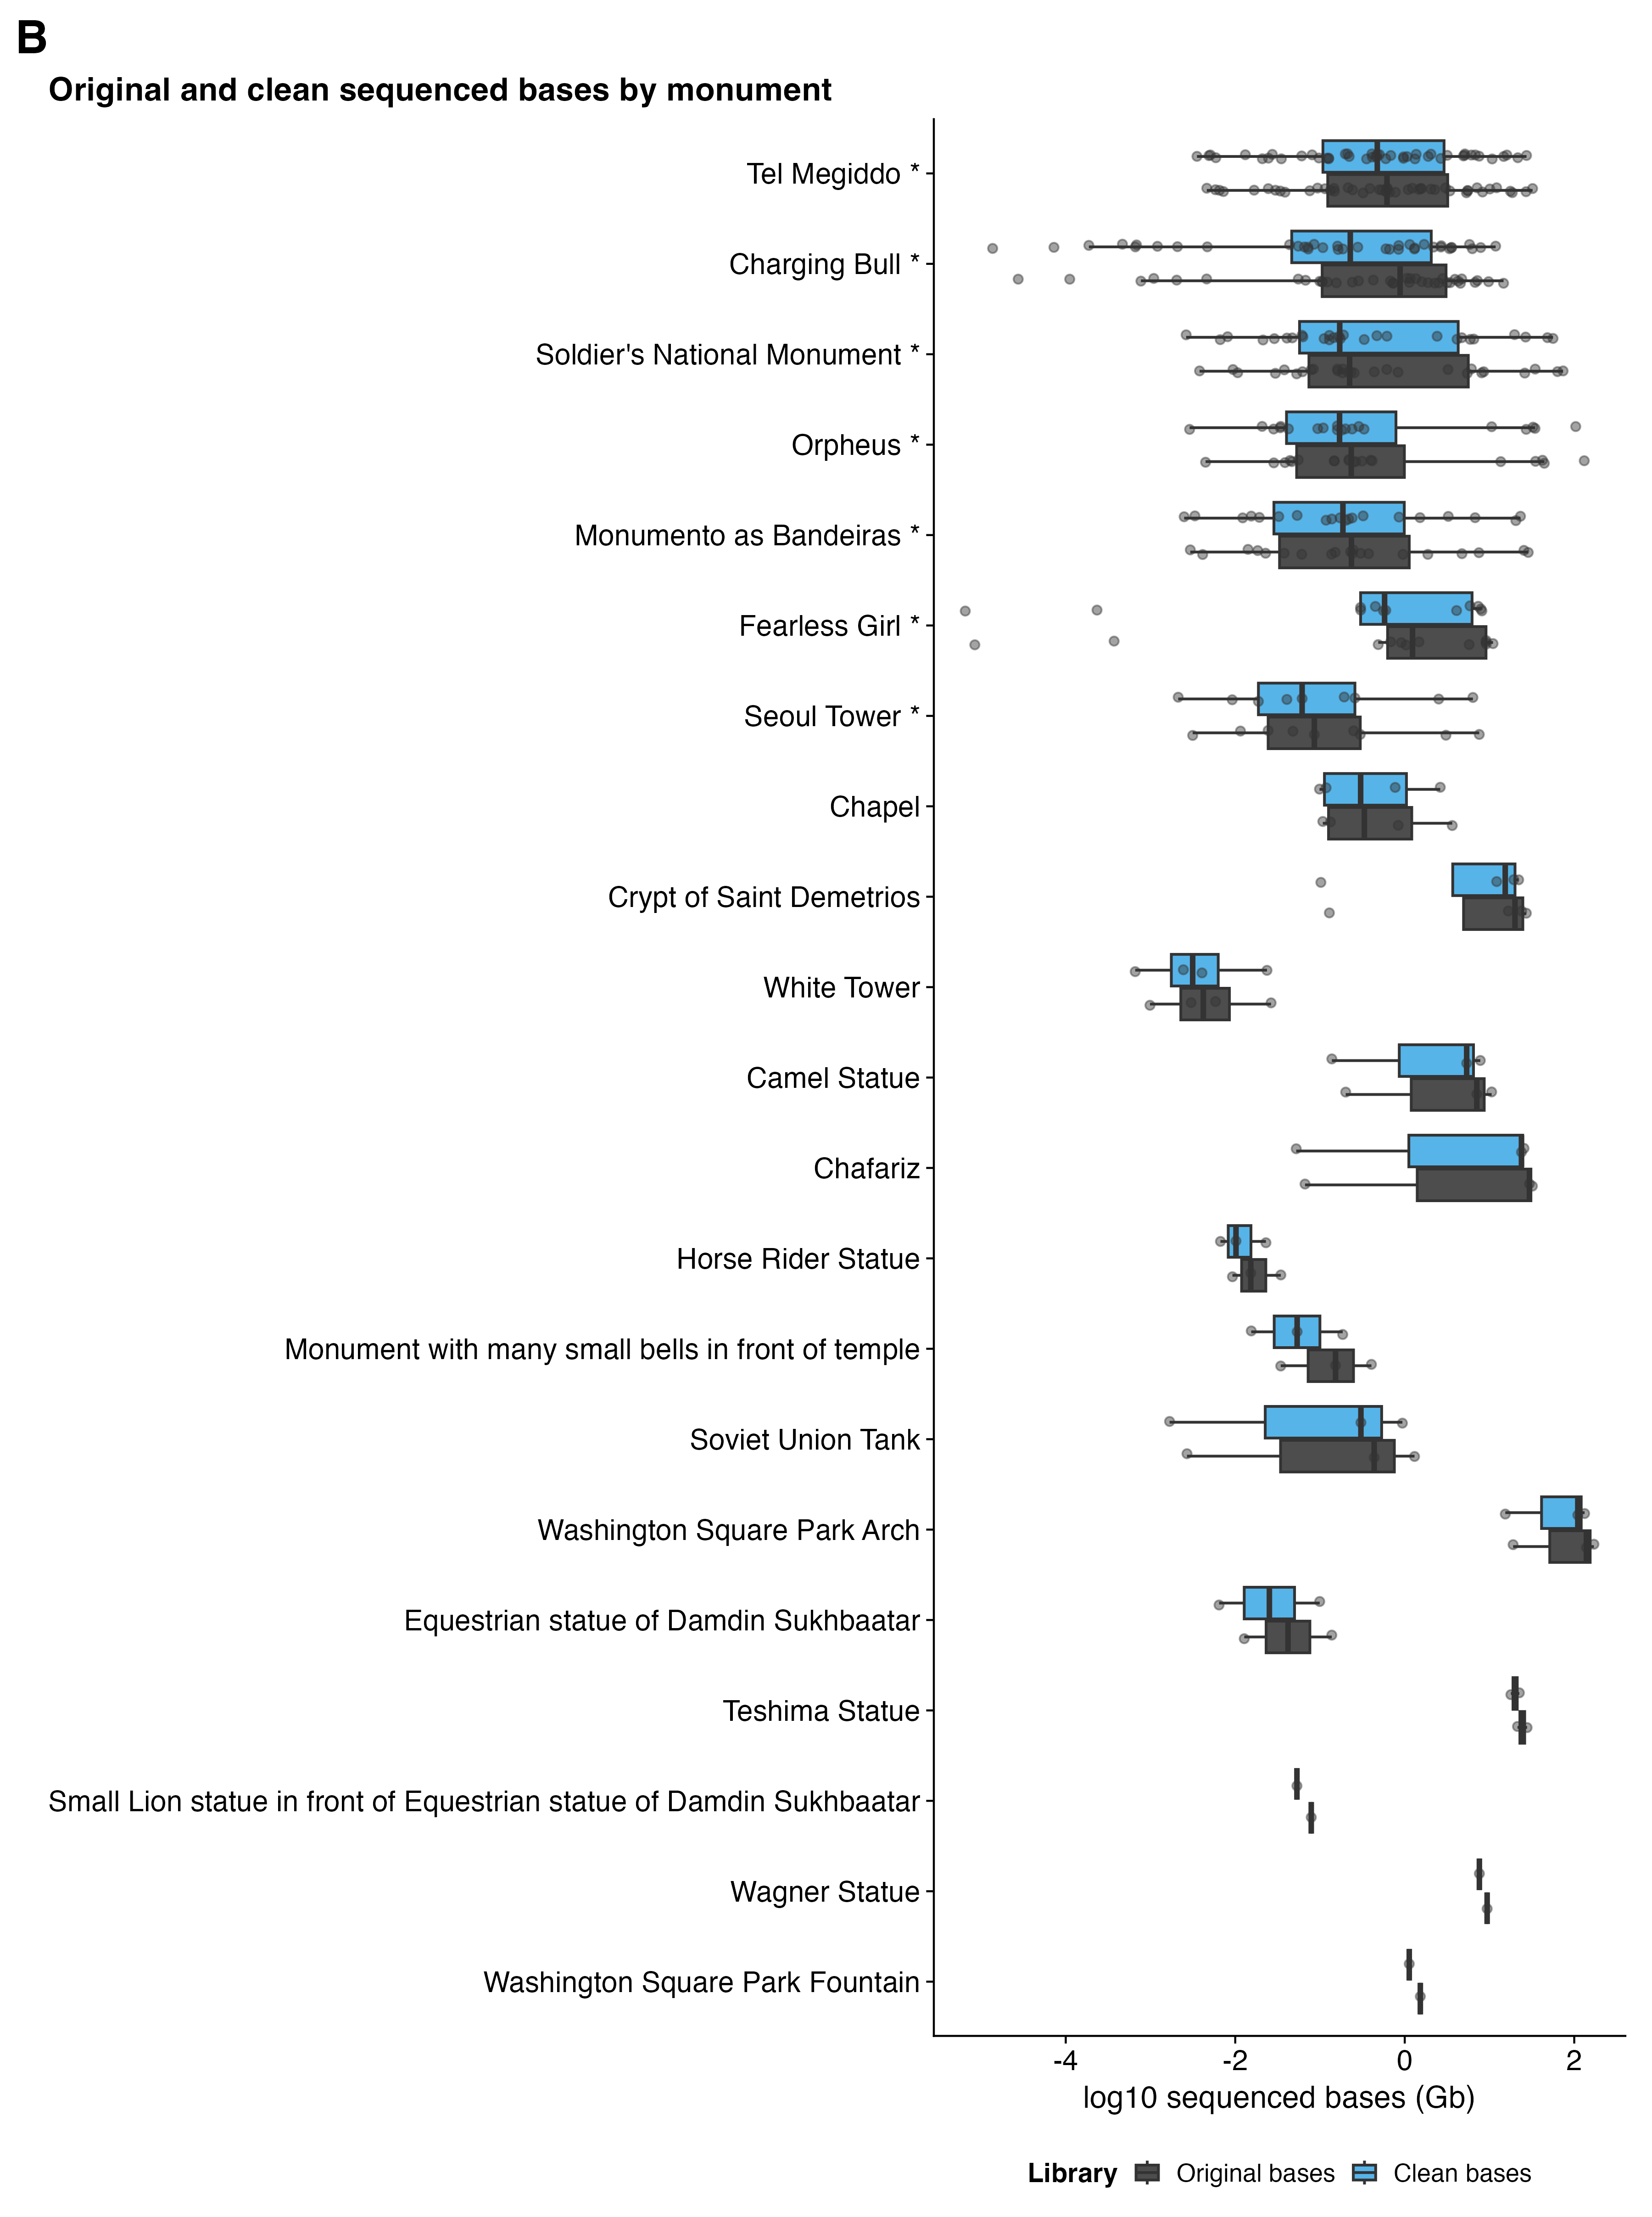 B
Original and clean sequenced bases by monument
Tel Megiddo *
Charging Bull *
Soldier's National Monument *
Orpheus *
Monumento as Bandeiras *
Fearless Girl *
Seoul Tower *
Chapel
Crypt of Saint Demetrios
White Tower
Camel Statue
Chafariz
Horse Rider Statue
Monument with many small bells in front of temple
Soviet Union Tank
Washington Square Park Arch
Equestrian statue of Damdin Sukhbaatar
Teshima Statue
Small Lion statue in front of Equestrian statue of Damdin Sukhbaatar
Wagner Statue
Washington Square Park Fountain
-4 -2 0 2
log10 sequenced bases (Gb)
Library Original bases Clean bases